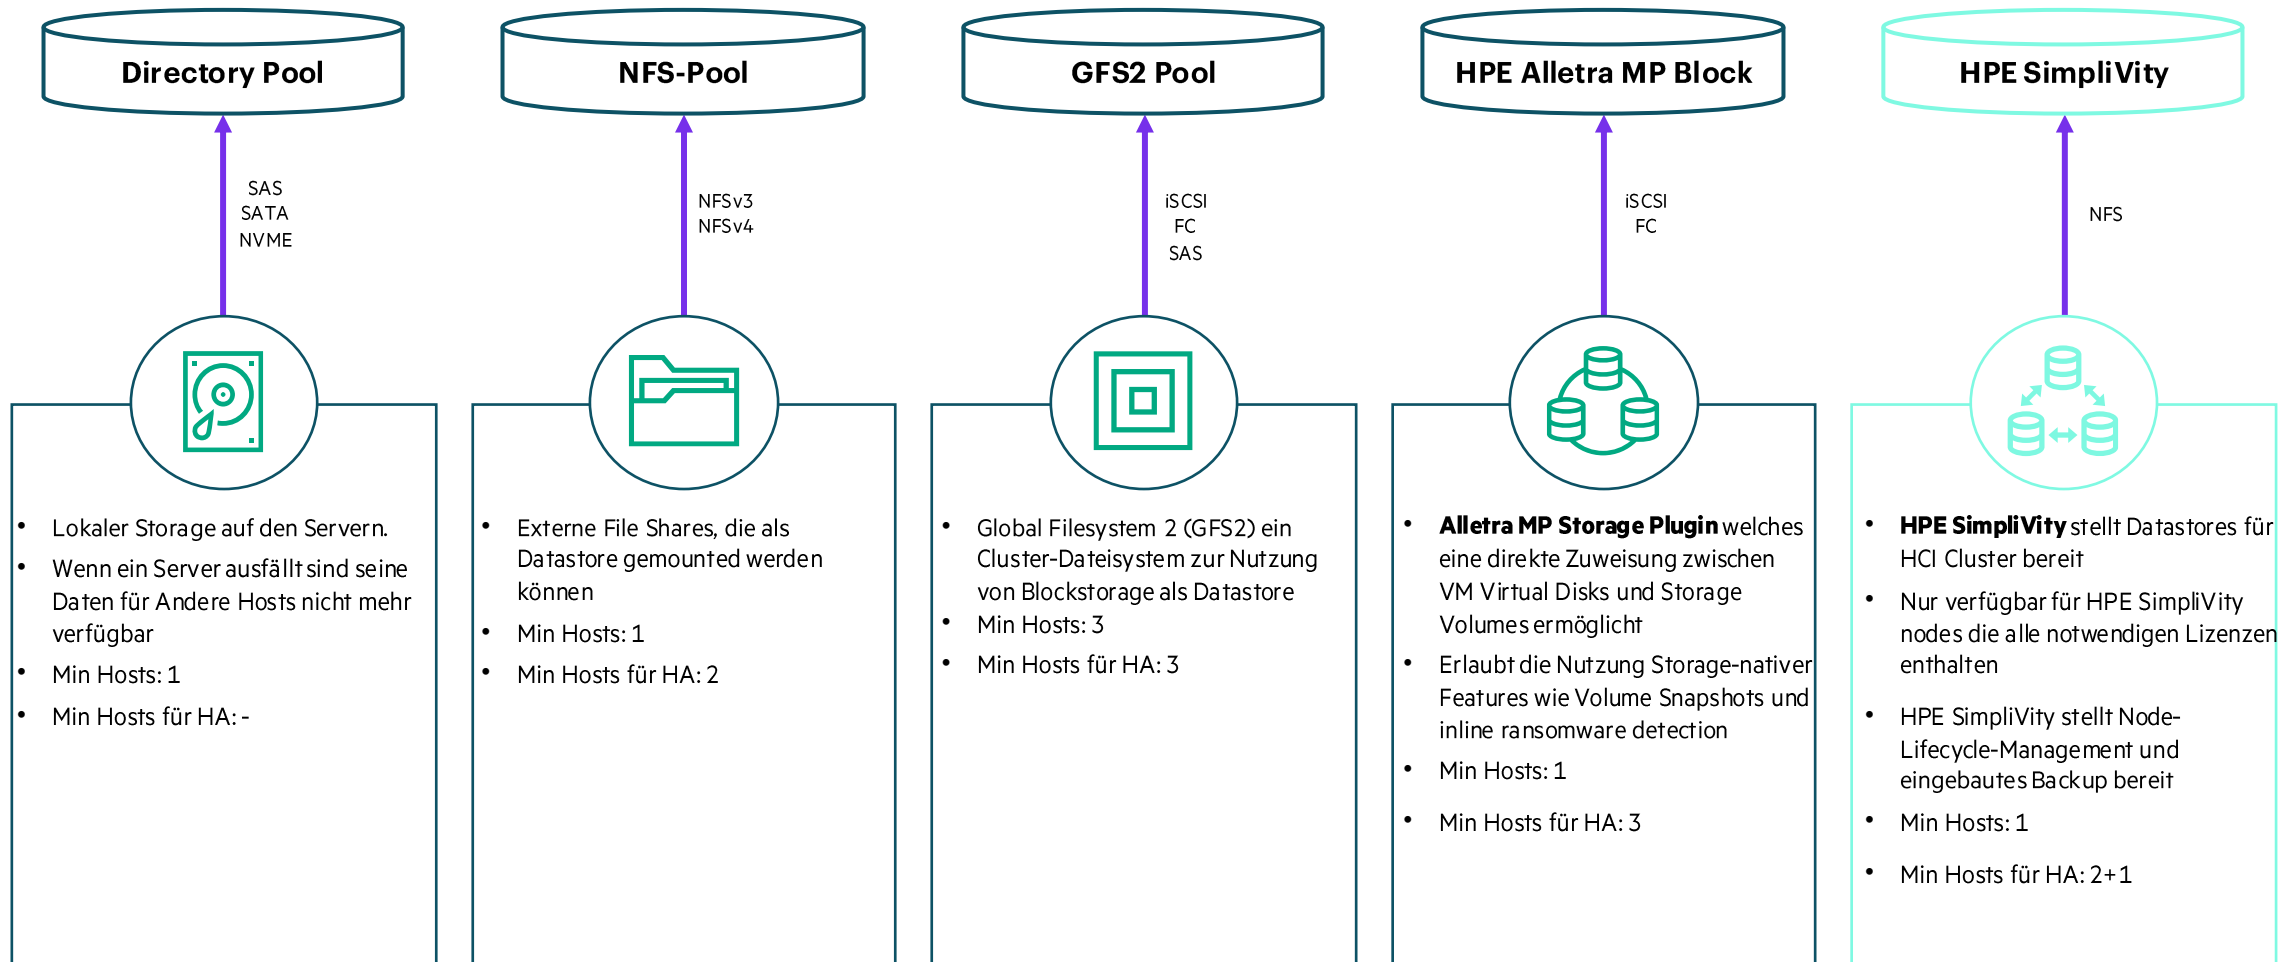 Directory Pool
SAS
SATA
NVME
• Lokaler Storage auf den Servern.
• Wenn ein Server ausfällt sind seine
Daten für Andere Hosts nicht mehr
verfügbar
• Min Hosts: 1
• Min Hosts für HA: -
NFS-Pool
NFSv3
NFSv4
• Externe File Shares, die als
Datastore gemounted werden
können
• Min Hosts: 1
• Min Hosts für HA: 2
GFS2 Pool
iSCSI
FC
SAS
• Global Filesystem 2 (GFS2) ein
Cluster-Dateisystem zur Nutzung
von Blockstorage als Datastore
• Min Hosts: 3
• Min Hosts für HA: 3
HPE Alletra MP Block
iSCSI
FC
• Alletra MP Storage Plugin welches
eine direkte Zuweisung zwischen
VM Virtual Disks und Storage
Volumes ermöglicht
• Erlaubt die Nutzung Storage-nativer
Features wie Volume Snapshots und
inline ransomware detection
• Min Hosts: 1
• Min Hosts für HA: 3
HPE SimpliVity
NFS
• HPE SimpliVity stellt Datastores für
HCI Cluster bereit
• Nur verfügbar für HPE SimpliVity
nodes die alle notwendigen Lizenzen
enthalten
• HPE SimpliVity stellt Node-
Lifecycle-Management und
eingebautes Backup bereit
• Min Hosts: 1
• Min Hosts für HA: 2+1